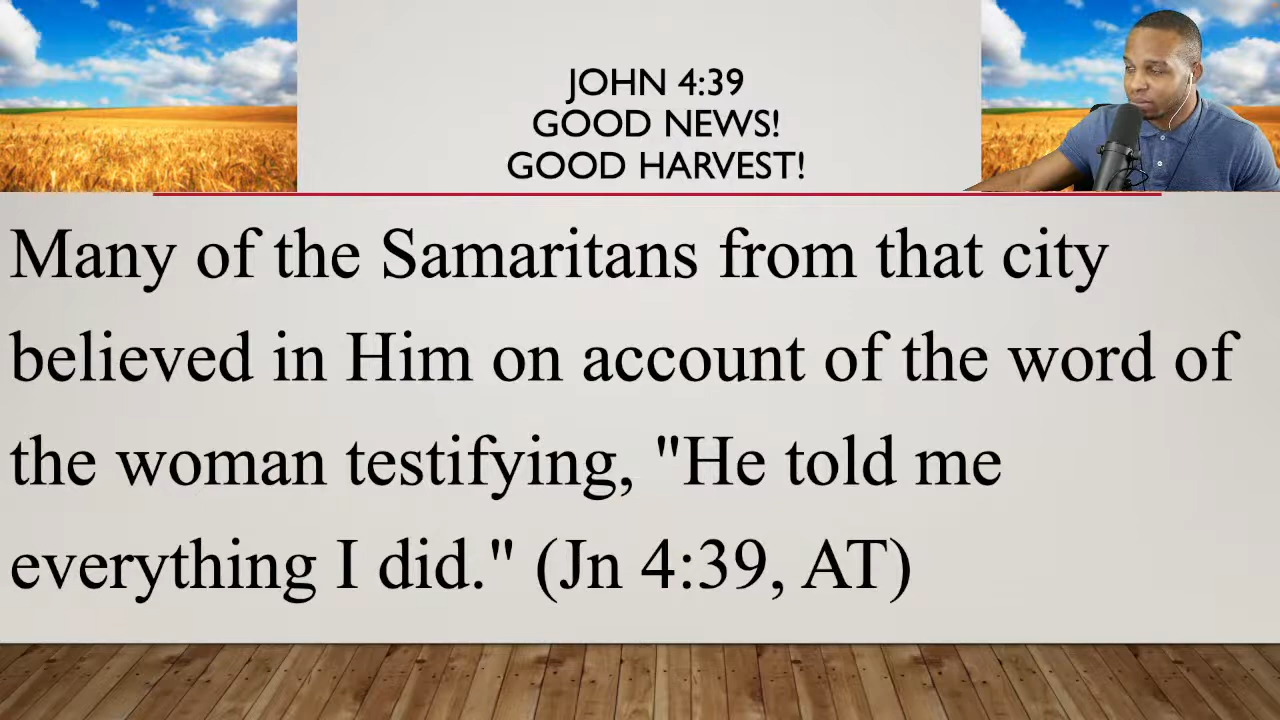 JOHN 4:39
GOOD NEWS!
GOOD HARVEST!
Many of the Samaritans from that city
believed in Him on account of the word of
the woman testifying, "He told me
everything I did." (Jn 4:39, AT)